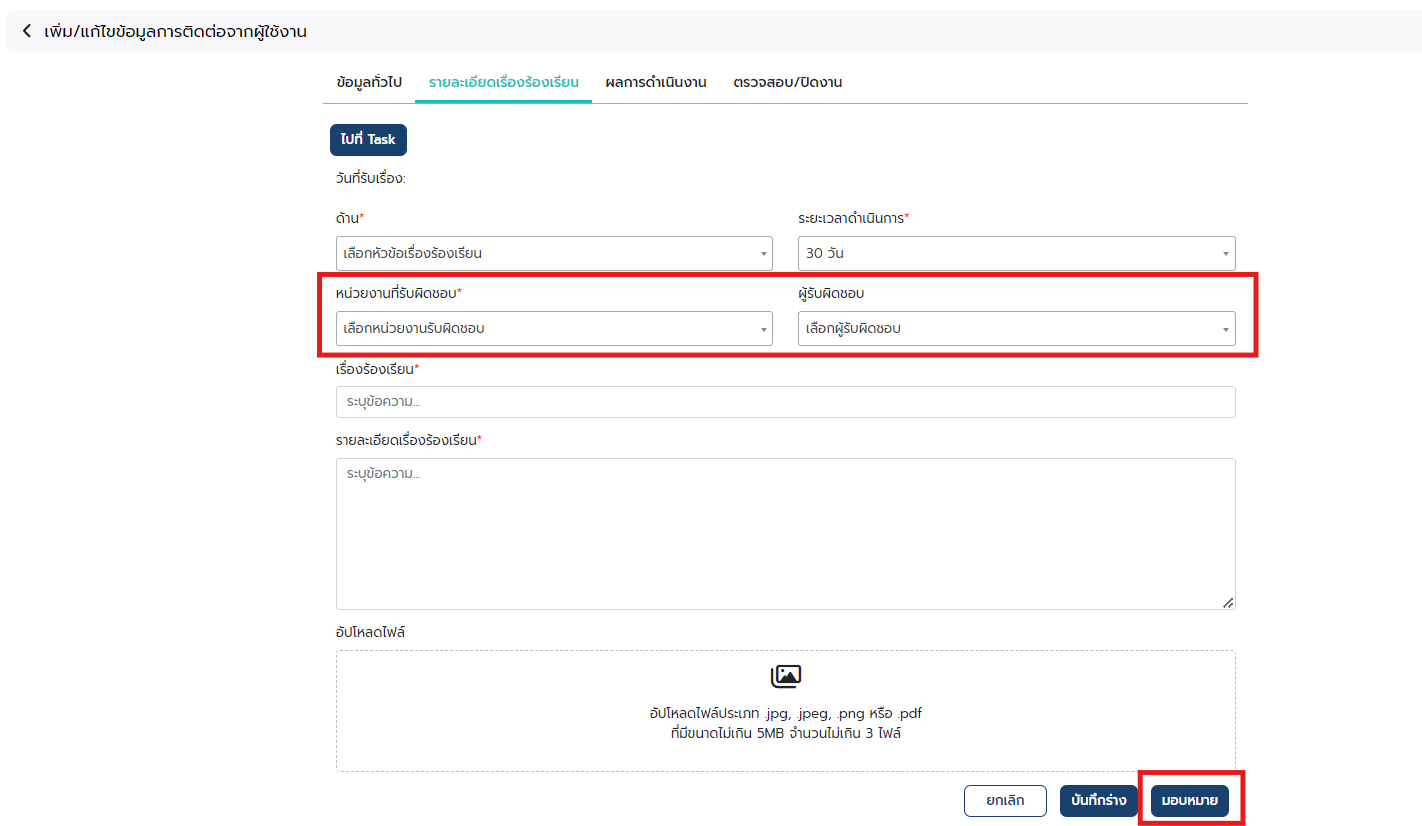 เพิ่ม/แก้ไขข้อมูลการติดต่อจากผู้ใช้งาน
ข้อมูลทั่วไป รายละเอียดเรื่องร้องเรียน ผลการดำเนินงาน ตรวจสอบ/ปิดงาน
ไปที่ Task
วันที่รับเรื่อง:
ด้าน* ระยะเวลาดำเนินการ*
เลือกหัวข้อเรื่องร้องเรียน 30 วัน
หน่วยงานที่รับผิดชอบ* ผู้รับผิดชอบ
เลือกหน่วยงานรับผิดชอบ เลือกผู้รับผิดชอบ
เรื่องร้องเรียน*
ระบุข้อความ...
รายละเอียดเรื่องร้องเรียน*
ระบุข้อความ...
อัปโหลดไฟล์
อัปโหลดไฟล์ประเภท .jpg, .jpeg, .png หรือ .pdf
ที่มีขนาดไม่เกิน 5MB จำนวนไม่เกิน 3 ไฟล์
ยกเลิก บันทึกร่าง มอบหมาย